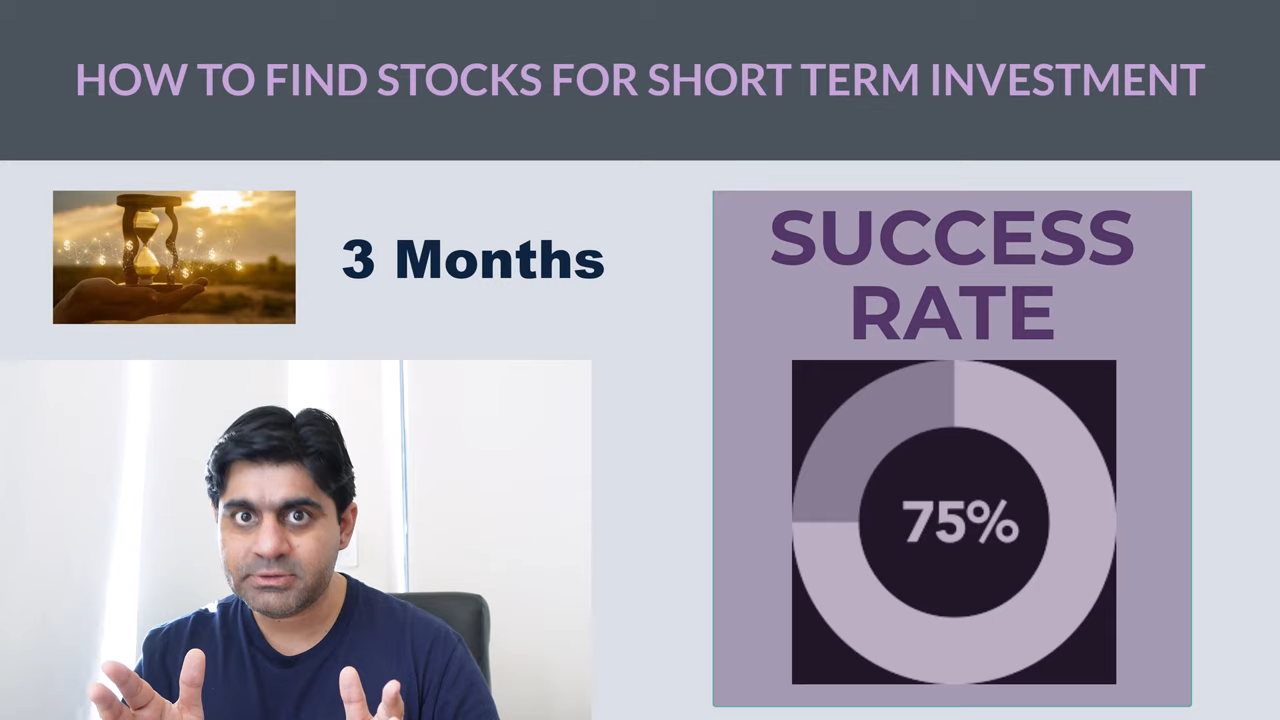 HOW TO FIND STOCKS FOR SHORT TERM INVESTMENT
3 Months
SUCCESS
RATE
75%